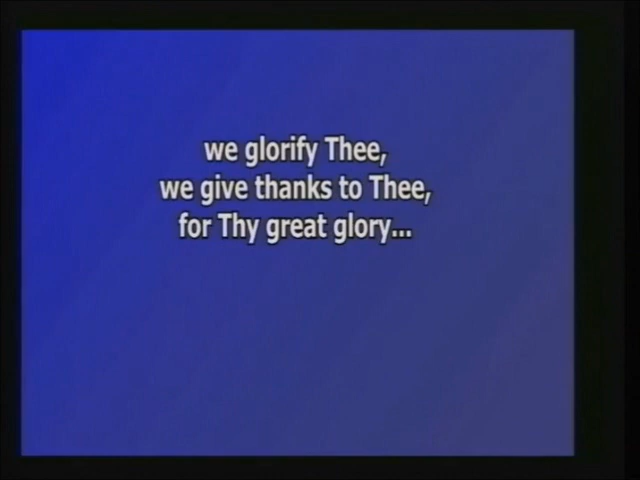 we glorify Thee,
we give thanks to Thee,
for Thy great glory...